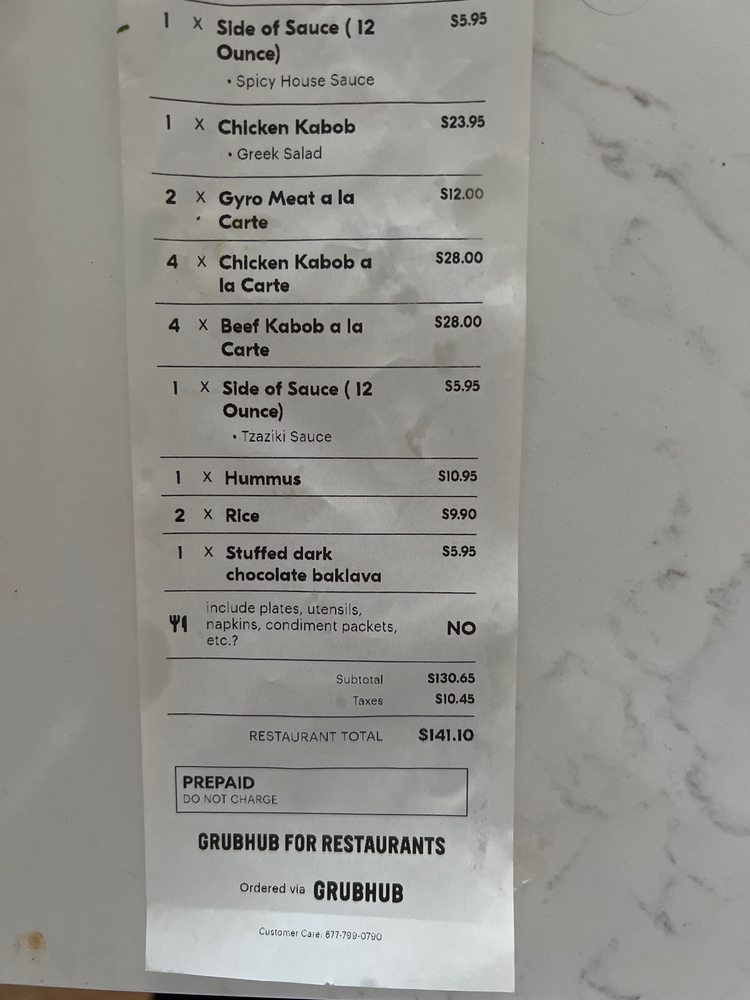 1 x Side of Sauce ( 12 $5.95
Ounce)
• Spicy House Sauce
1 x Chicken Kabob $23.95
• Greek Salad
2 x Gyro Meat a la $12.00
Carte
4 x Chicken Kabob a $28.00
la Carte
4 x Beef Kabob a la $28.00
Carte
1 x Side of Sauce ( 12 $5.95
Ounce)
• Tzaziki Sauce
1 x Hummus $10.95
2 x Rice $9.90
1 x Stuffed dark $5.95
chocolate baklava
include plates, utensils,
napkins, condiment packets, NO
etc.?
Subtotal $130.65
Taxes $10.45
RESTAURANT TOTAL $141.10
PREPAID
DO NOT CHARGE
GRUBHUB FOR RESTAURANTS
Ordered via GRUBHUB
Customer Care: 877-799-0790